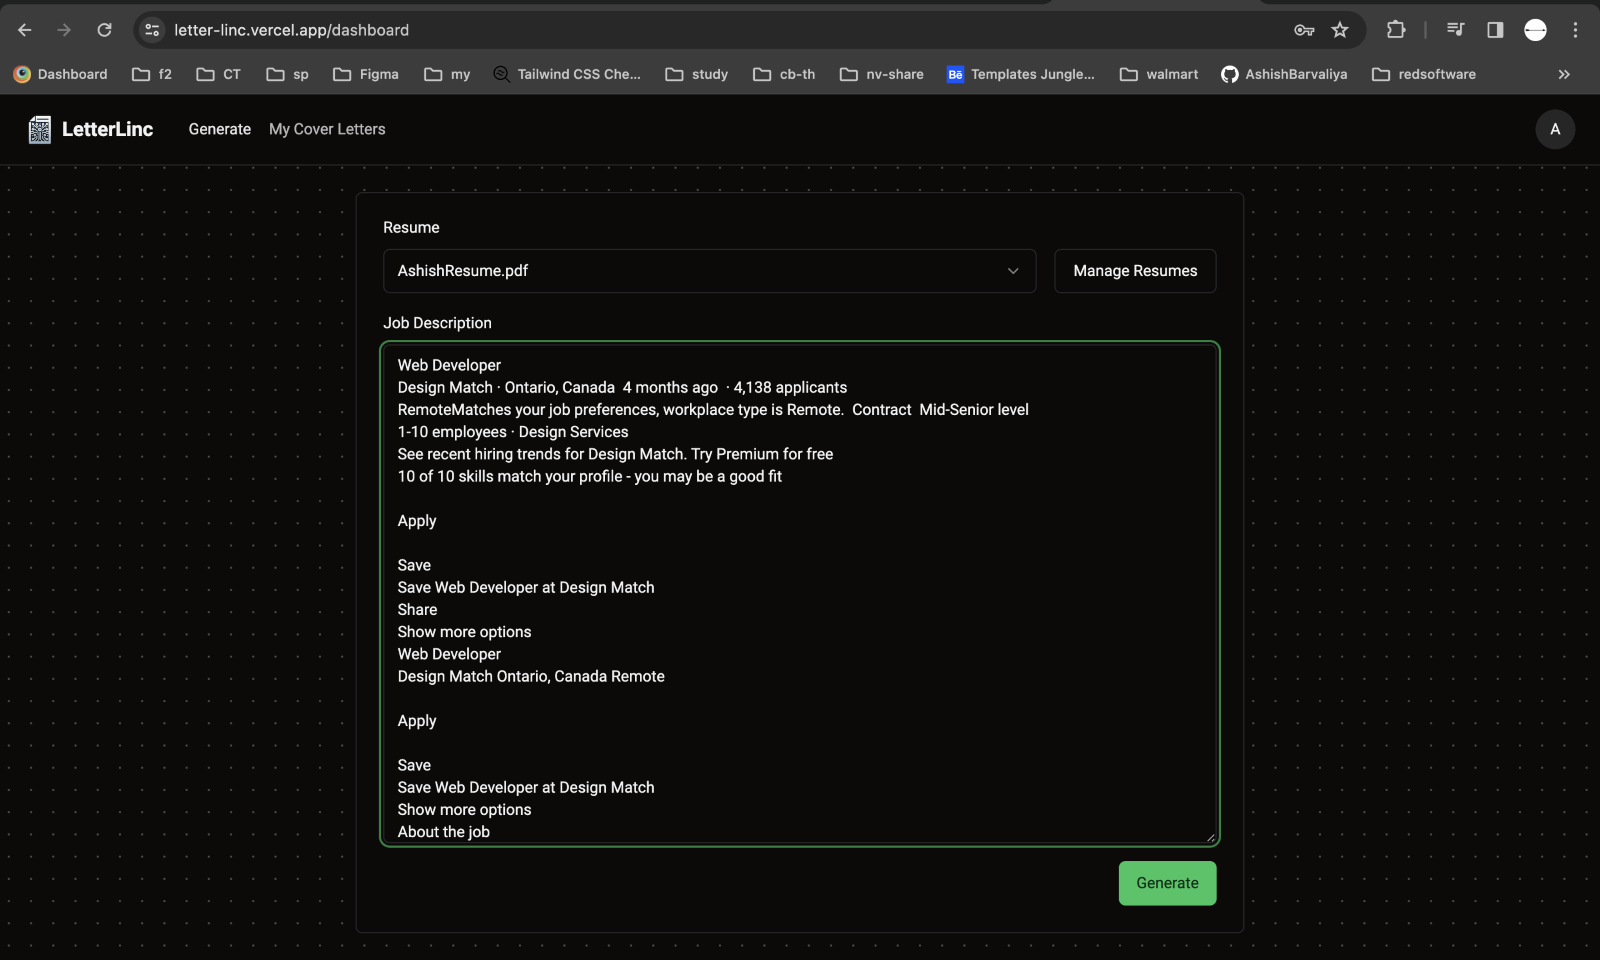 letter-linc.vercel.app/dashboard
Dashboard f2 CT sp Figma my Tailwind CSS Che... study cb-th nv-share Bē Templates Jungle... walmart AshishBarvaliya redsoftware »
LetterLinc Generate My Cover Letters A
Resume
AshishResume.pdf Manage Resumes
Job Description
Web Developer
Design Match · Ontario, Canada 4 months ago · 4,138 applicants
RemoteMatches your job preferences, workplace type is Remote. Contract Mid-Senior level
1-10 employees · Design Services
See recent hiring trends for Design Match. Try Premium for free
10 of 10 skills match your profile - you may be a good fit
Apply
Save
Save Web Developer at Design Match
Share
Show more options
Web Developer
Design Match Ontario, Canada Remote
Apply
Save
Save Web Developer at Design Match
Show more options
About the job
Generate